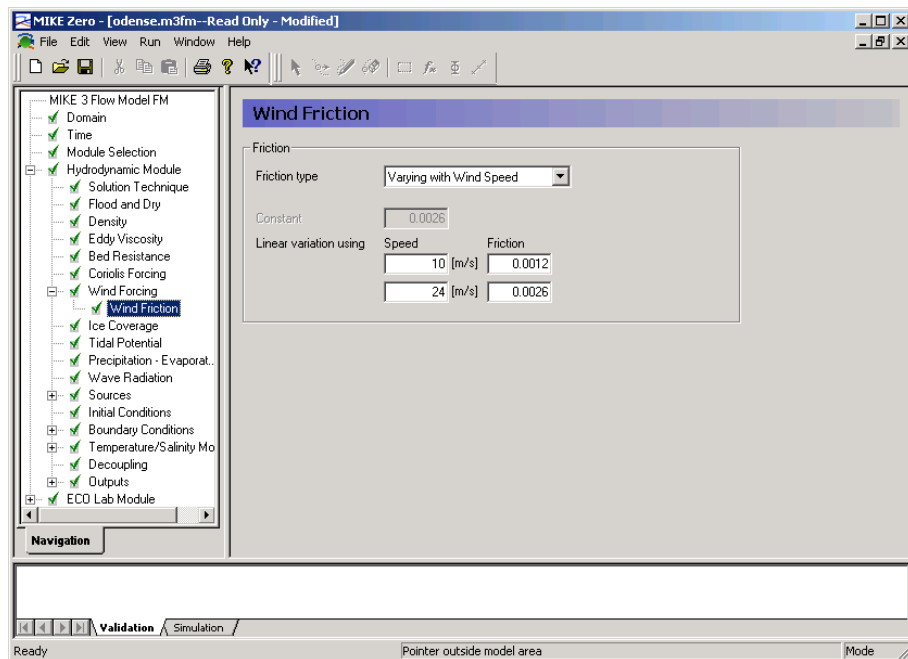 MIKE Zero - [odense.m3fm--Read Only - Modified]
File Edit View Run Window Help
MIKE 3 Flow Model FM
Domain
Time
Module Selection
Hydrodynamic Module
Solution Technique
Flood and Dry
Density
Eddy Viscosity
Bed Resistance
Coriolis Forcing
Wind Forcing
Wind Friction
Ice Coverage
Tidal Potential
Precipitation - Evaporat..
Wave Radiation
Sources
Initial Conditions
Boundary Conditions
Temperature/Salinity Mo
Decoupling
Outputs
ECO Lab Module
Navigation
Wind Friction
Friction
Friction type Varying with Wind Speed
Constant 0.0026
Linear variation using Speed Friction
10 [m/s] 0.0012
24 [m/s] 0.0026
Validation Simulation
Ready Pointer outside model area Mode